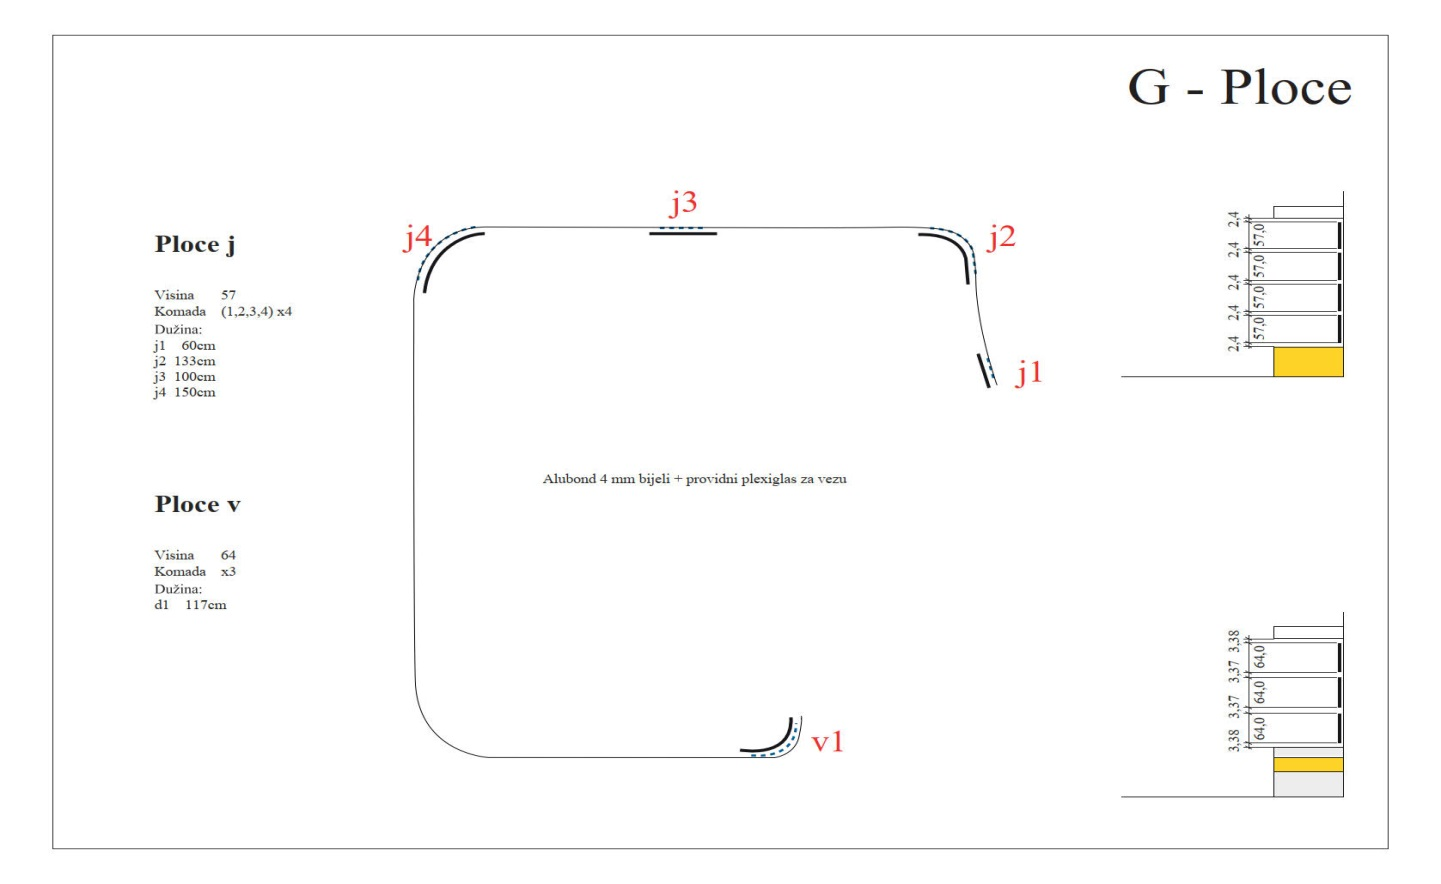 G - Ploce
j3
j4
j2
j1
Ploce j
Visina 57
Komada (1,2,3,4) x4
Dužina:
j1 60cm
j2 133cm
j3 100cm
j4 150cm
Alubond 4 mm bijeli + providni plexiglas za vezu
Ploce v
Visina 64
Komada x3
Dužina:
d1 117cm
v1
2,4
57,0
2,4
57,0
2,4
57,0
2,4
57,0
2,4
3,38
64,0
3,37
64,0
3,37
64,0
3,38